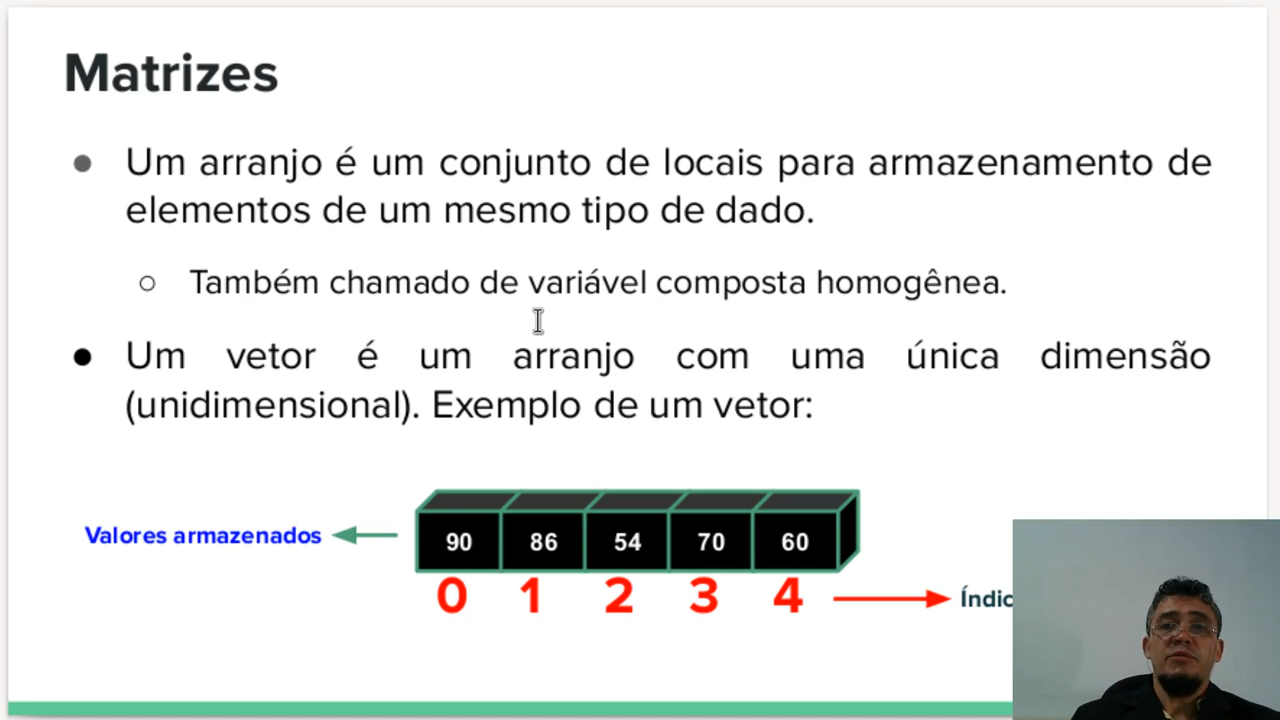 Matrizes
Um arranjo é um conjunto de locais para armazenamento de
elementos de um mesmo tipo de dado.
Também chamado de variável composta homogênea.
Um vetor é um arranjo com uma única dimensão
(unidimensional). Exemplo de um vetor:
Valores armazenados
90 86 54 70 60
0 1 2 3 4